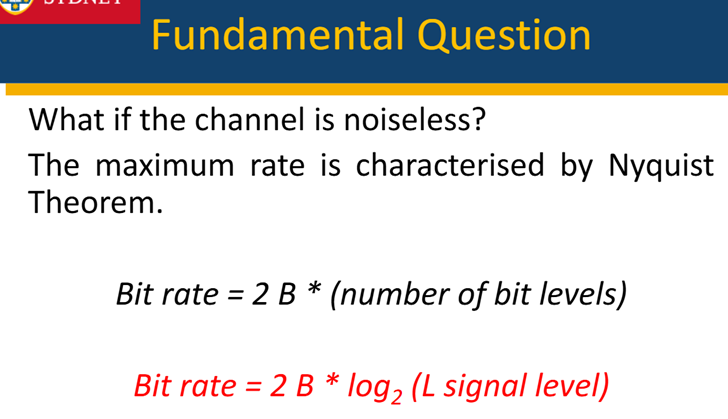 SYDNEY
Fundamental Question
What if the channel is noiseless?
The maximum rate is characterised by Nyquist
Theorem.
Bit rate = 2 B * (number of bit levels)
Bit rate = 2 B * log₂ (L signal level)